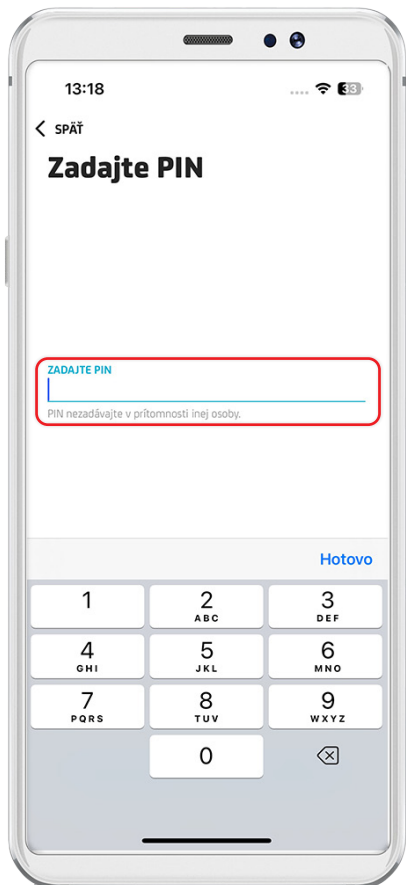 13:18
33
SPÄŤ
Zadajte PIN
ZADAJTE PIN
PIN nezadávajte v prítomnosti inej osoby.
Hotovo
1 2 3
ABC DEF
4 5 6
GHI JKL MNO
7 8 9
PQRS TUV WXYZ
0